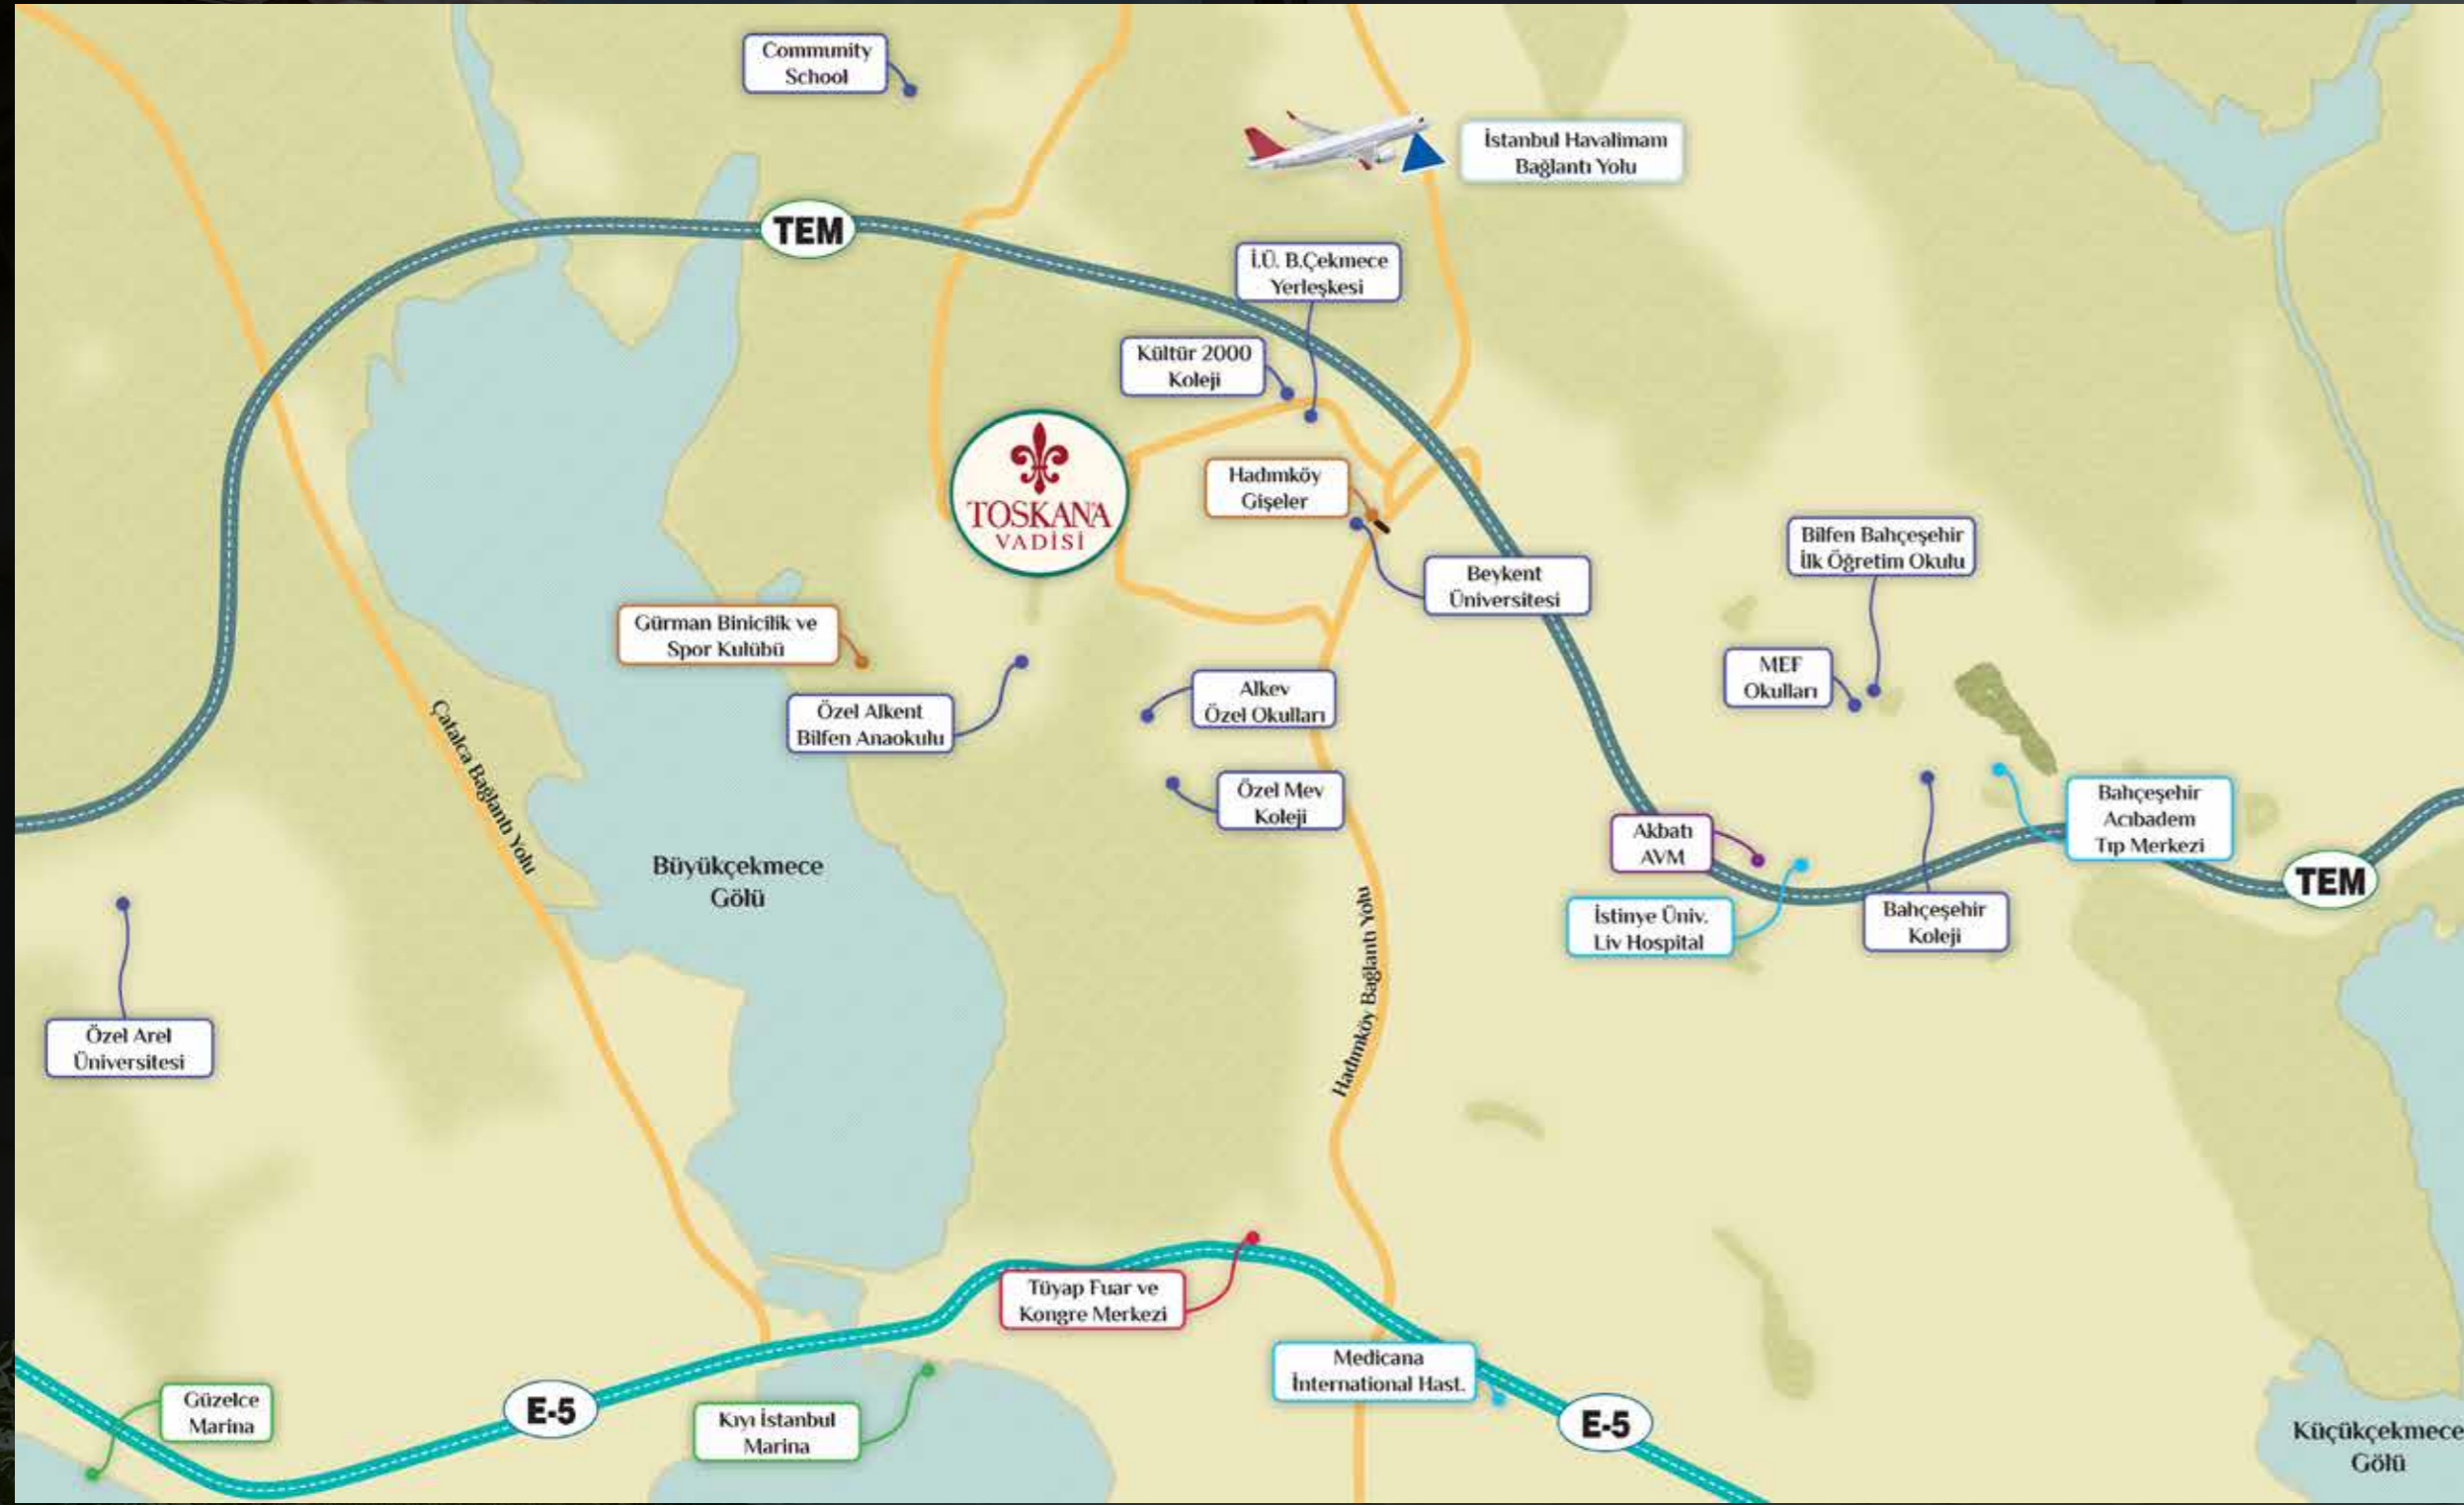 Community
School
İstanbul Havalimam
Bağlantı Yolu
TEM
İ.Ü. B.Çekmece
Yerleşkesi
Kültür 2000
Koleji
TOSKANA
VADİSİ
Hadımköy
Gişeler
Beykent
Üniversitesi
Bilfen Bahçeşehir
İlk Öğretim Okulu
Gürman Binicilik ve
Spor Kulübü
MEF
Okulları
Özel Alkent
Bilfen Anaokulu
Alkev
Özel Okulları
Çatalca Bağlantı Yolu
Özel Mev
Koleji
Bahçeşehir
Acıbadem
Tıp Merkezi
Akbatı
AVM
Büyükçekmece
Gölü
TEM
İstinye Üniv.
Liv Hospital
Bahçeşehir
Koleji
Hadımköy Bağlantı Yolu
Özel Arel
Üniversitesi
Tüyap Fuar ve
Kongre Merkezi
Medicana
İnternational Hast.
Güzelce
Marina
E-5
Kıyı İstanbul
Marina
E-5
Küçükçekmece
Gölü